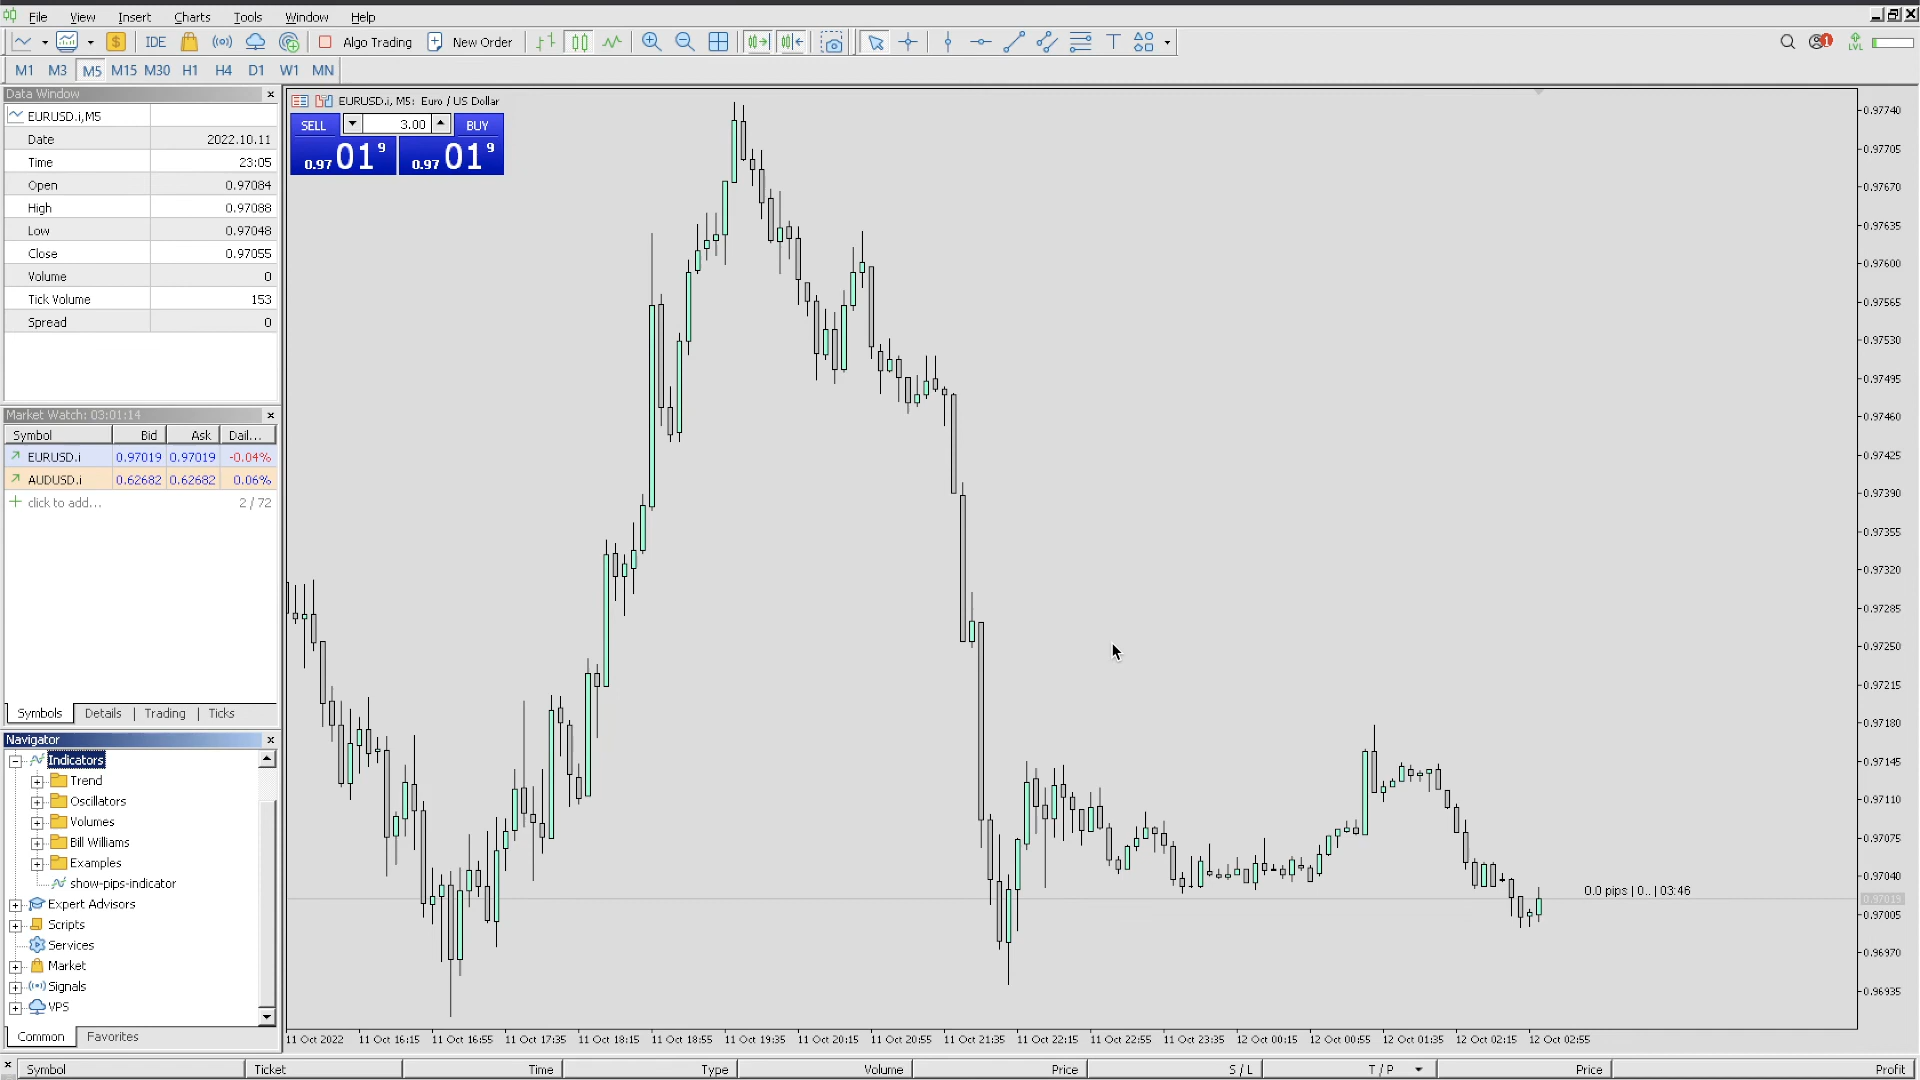 File View Insert Charts Tools Window Help
IDE Algo Trading New Order 1 LVL
M1 M3 M5 M15 M30 H1 H4 D1 W1 MN
Data Window
EURUSD.i,M5
Date 2022.10.11
Time 23:05
Open 0.97084
High 0.97088
Low 0.97048
Close 0.97055
Volume 0
Tick Volume 153
Spread 0
Market Watch: 03:01:14
Symbol Bid Ask Dail...
EURUSD.i 0.97019 0.97019 -0.04%
AUDUSD.i 0.62682 0.62682 0.06%
click to add... 2 / 72
Symbols Details Trading Ticks
Navigator
Indicators
Trend
Oscillators
Volumes
Bill Williams
Examples
show-pips-indicator
Expert Advisors
Scripts
Services
Market
Signals
VPS
Common Favorites
EURUSD.i, M5: Euro / US Dollar
SELL 3.00 BUY
0.97 01 9 0.97 01 9
0.97740
0.97705
0.97670
0.97635
0.97600
0.97565
0.97530
0.97495
0.97460
0.97425
0.97390
0.97355
0.97320
0.97285
0.97250
0.97215
0.97180
0.97145
0.97110
0.97075
0.97040
0.0 pips | 0.. | 03:46
0.97019
0.97005
0.96970
0.96935
11 Oct 2022 11 Oct 16:15 11 Oct 16:55 11 Oct 17:35 11 Oct 18:15 11 Oct 18:55 11 Oct 19:35 11 Oct 20:15 11 Oct 20:55 11 Oct 21:35 11 Oct 22:15 11 Oct 22:55 11 Oct 23:35 12 Oct 00:15 12 Oct 00:55 12 Oct 01:35 12 Oct 02:15 12 Oct 02:55
Symbol Ticket Time Type Volume Price S / L T / P Price Profit